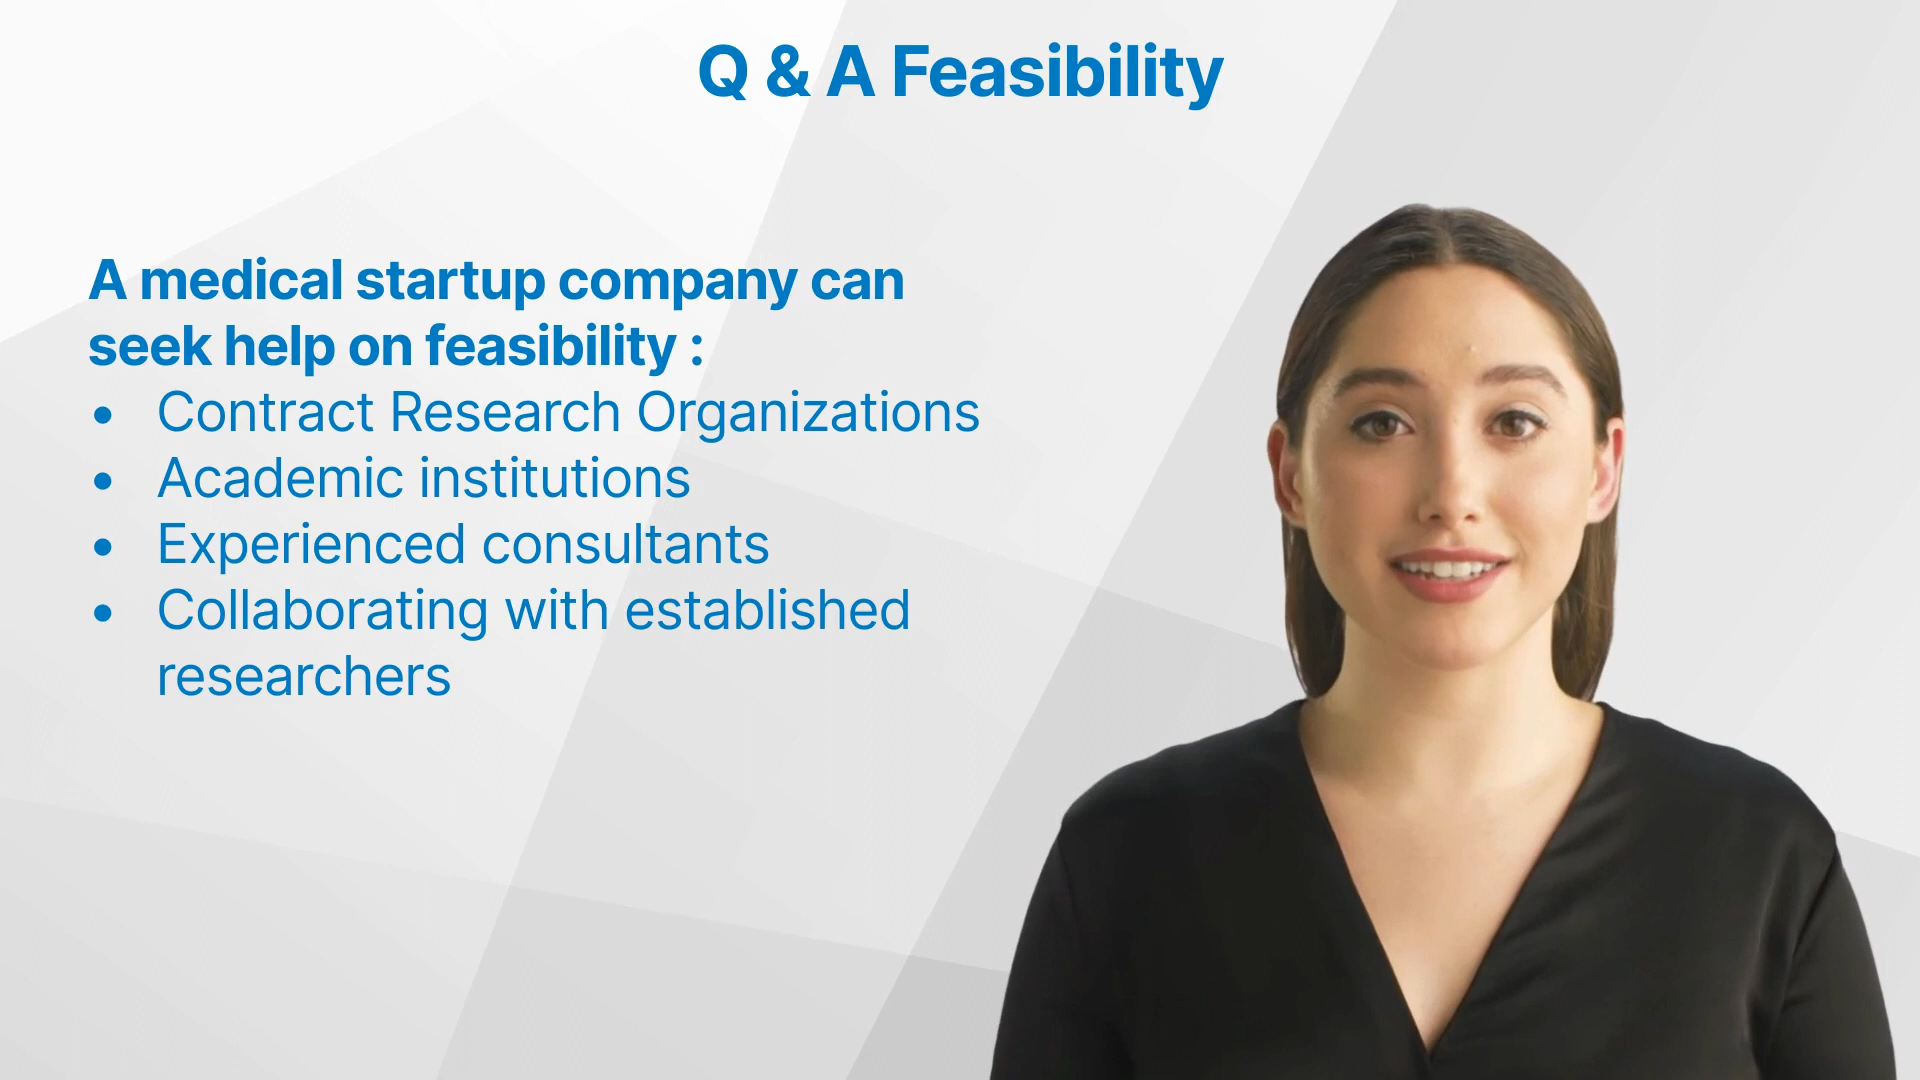 Q & A Feasibility
A medical startup company can
seek help on feasibility :
• Contract Research Organizations
• Academic institutions
• Experienced consultants
• Collaborating with established
researchers